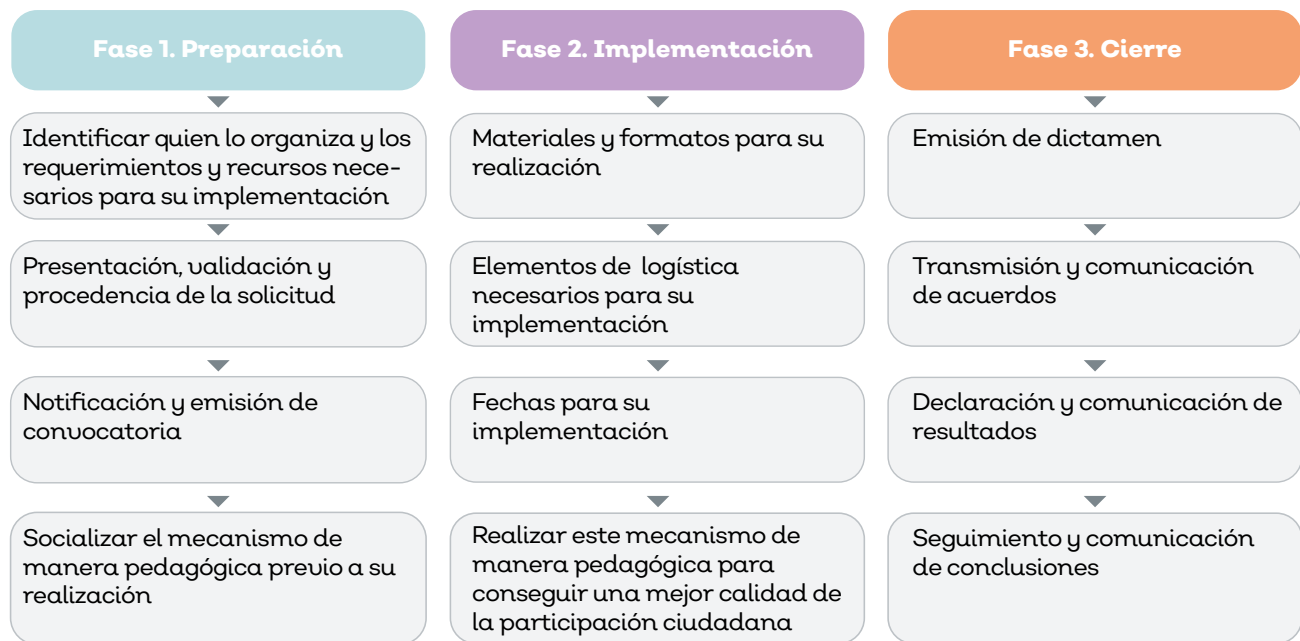 Fase 1. Preparación
Identificar quien lo organiza y los
requerimientos y recursos nece-
sarios para su implementación
Presentación, validación y
procedencia de la solicitud
Notificación y emisión de
convocatoria
Socializar el mecanismo de
manera pedagógica previo a su
realización
Fase 2. Implementación
Materiales y formatos para su
realización
Elementos de  logística
necesarios para su
implementación
Fechas para su
implementación
Realizar este mecanismo de
manera pedagógica para
conseguir una mejor calidad de
la participación ciudadana
Fase 3. Cierre
Emisión de dictamen
Transmisión y comunicación
de acuerdos
Declaración y comunicación de
resultados
Seguimiento y comunicación
de conclusiones